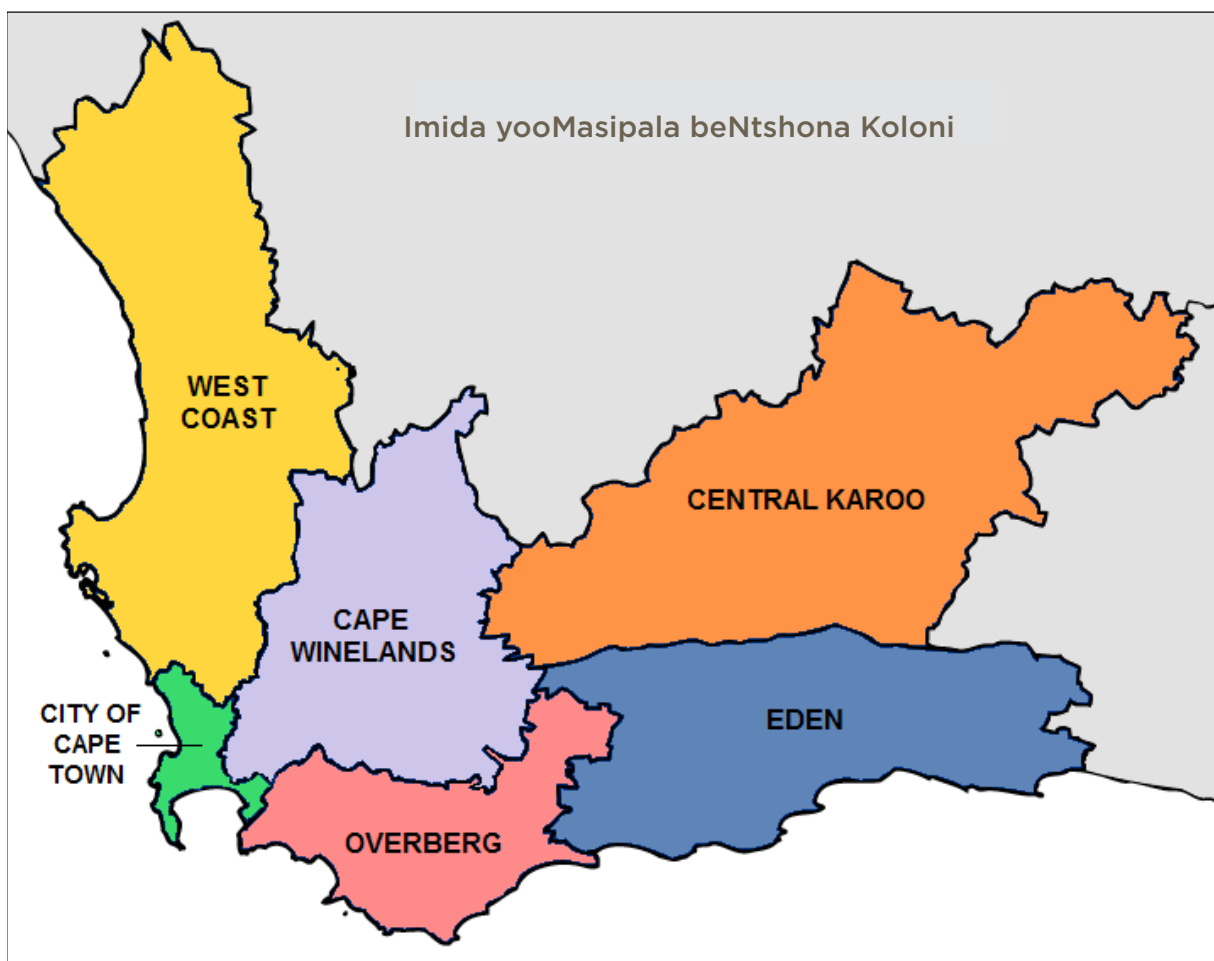 Imida yooMasipala beNtshona Koloni
WEST
COAST
CENTRAL KAROO
CAPE
WINELANDS
CITY OF
CAPE
TOWN
EDEN
OVERBERG